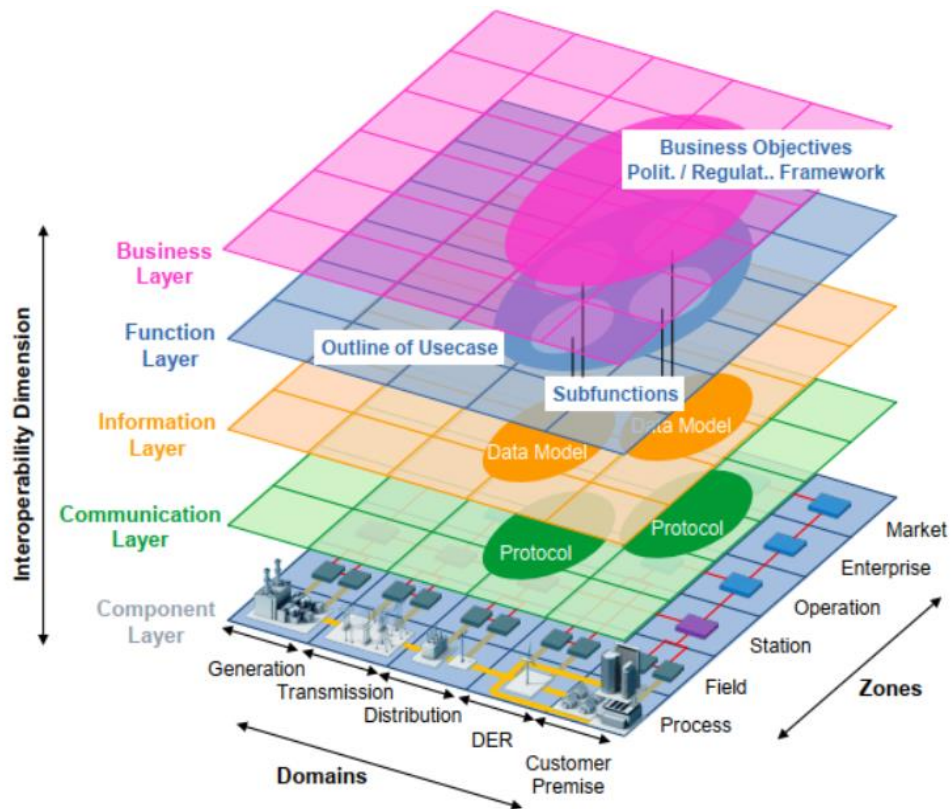 Business Objectives
Polit. / Regulat.. Framework
Business
Layer
Function
Layer
Outline of Usecase
Subfunctions
Interoperability Dimension
Information
Layer
Data Model
Data Model
Communication
Layer
Protocol
Protocol
Component
Layer
Market
Enterprise
Operation
Station
Field
Process
Zones
Generation
Transmission
Distribution
DER
Customer
Premise
Domains